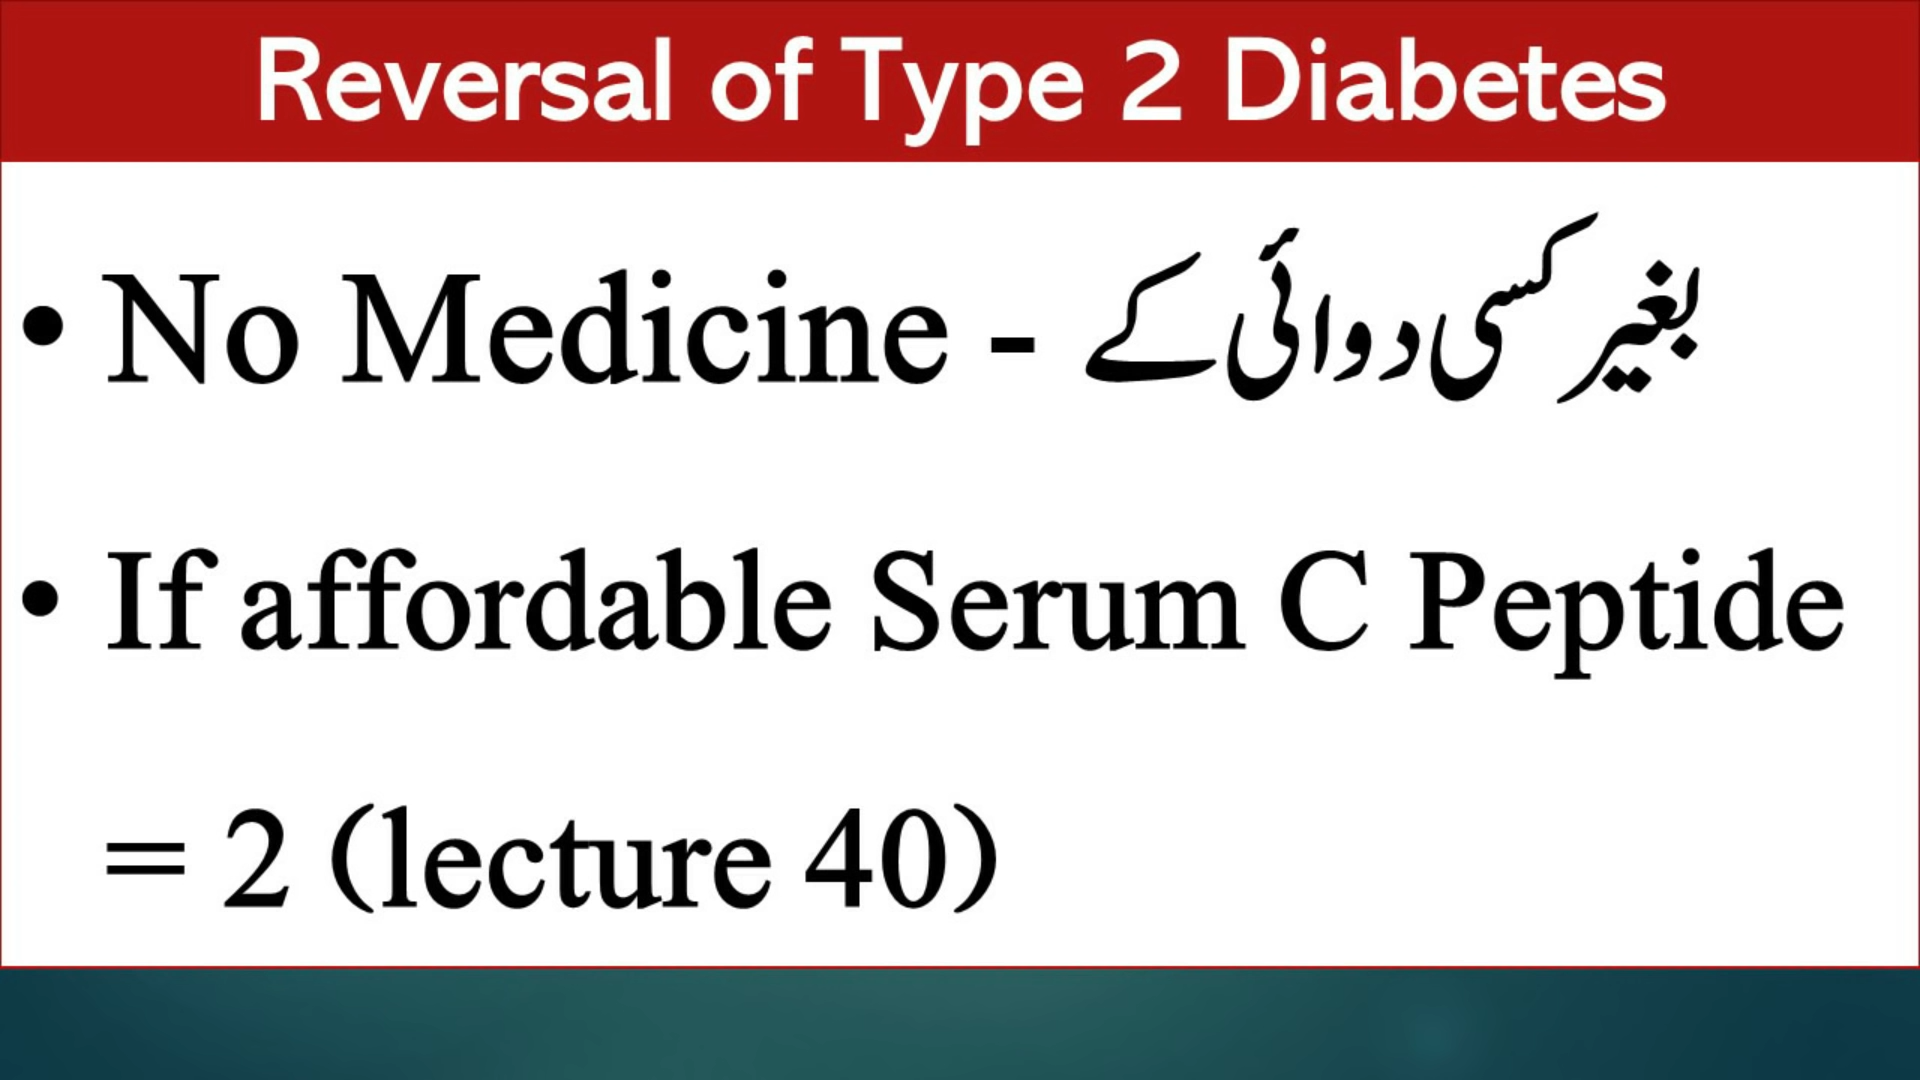 Reversal of Type 2 Diabetes
• No Medicine - بغیر کسی دوائی کے
• If affordable Serum C Peptide
= 2 (lecture 40)